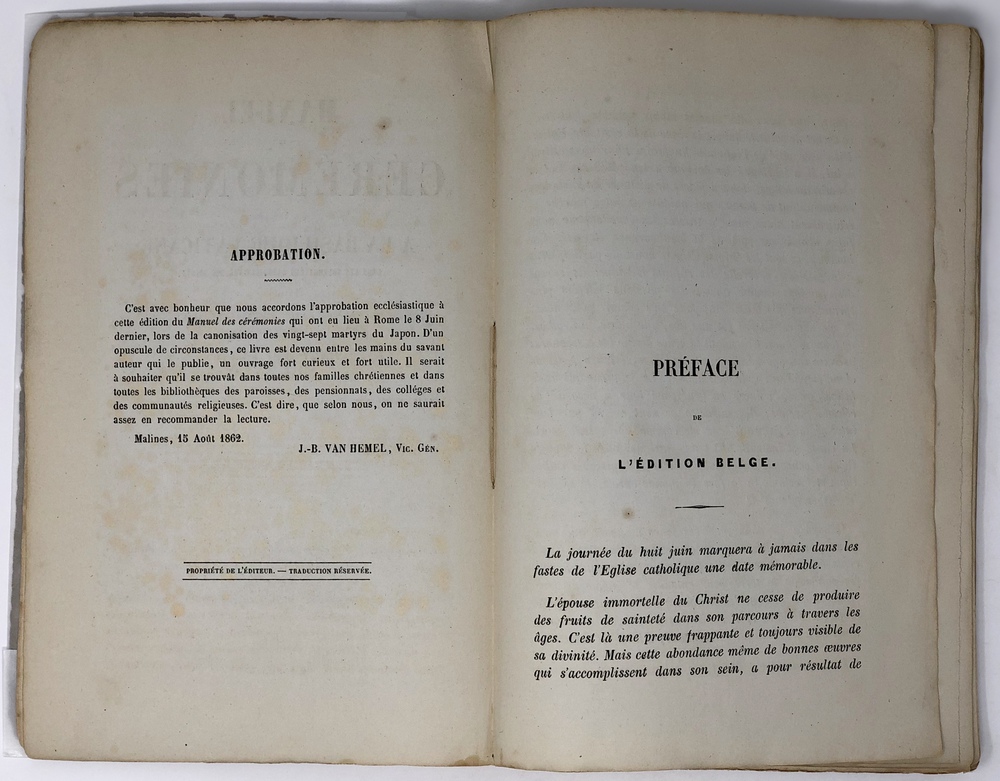 APPROBATION.
C'est avec bonheur que nous accordons l'approbation ecclésiastique à
cette édition du Manuel des cérémonies qui ont eu lieu à Rome le 8 Juin
dernier, lors de la canonisation des vingt-sept martyrs du Japon. D'un
opuscule de circonstances, ce livre est devenu entre les mains du savant
auteur qui le publie, un ouvrage fort curieux et fort utile. Il serait
à souhaiter qu'il se trouvât dans toutes nos familles chrétiennes et dans
toutes les bibliothèques des paroisses, des pensionnats, des colléges et
des communautés religieuses. C'est dire, que selon nous, on ne saurait
assez en recommander la lecture.
Malines, 15 Août 1862.
J.-B. VAN HEMEL, Vic. Gén.
PROPRIÉTÉ DE L'ÉDITEUR. — TRADUCTION RÉSERVÉE.
PRÉFACE
DE
L'ÉDITION BELGE.
La journée du huit juin marquera à jamais dans les
fastes de l'Eglise catholique une date mémorable.
L'épouse immortelle du Christ ne cesse de produire
des fruits de sainteté dans son parcours à travers les
âges. C'est là une preuve frappante et toujours visible de
sa divinité. Mais cette abondance même de bonnes œuvres
qui s'accomplissent dans son sein, a pour résultat de